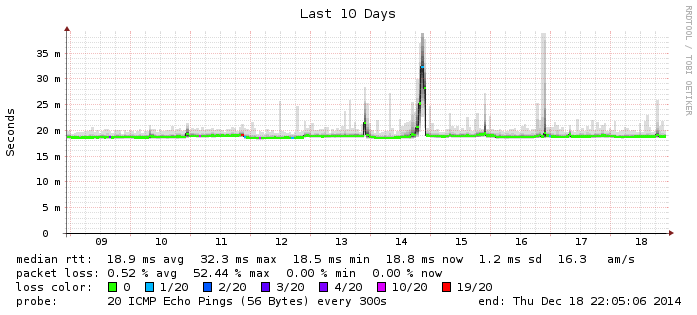 Last 10 Days
RRDTOOL / TOBI OETIKER
Seconds
35 m
30 m
25 m
20 m
15 m
10 m
5 m
0
09 10 11 12 13 14 15 16 17 18
median rtt: 18.9 ms avg 32.3 ms max 18.5 ms min 18.8 ms now 1.2 ms sd 16.3 am/s
packet loss: 0.52 % avg 52.44 % max 0.00 % min 0.00 % now
loss color: 0 1/20 2/20 3/20 4/20 10/20 19/20
probe: 20 ICMP Echo Pings (56 Bytes) every 300s end: Thu Dec 18 22:05:06 2014